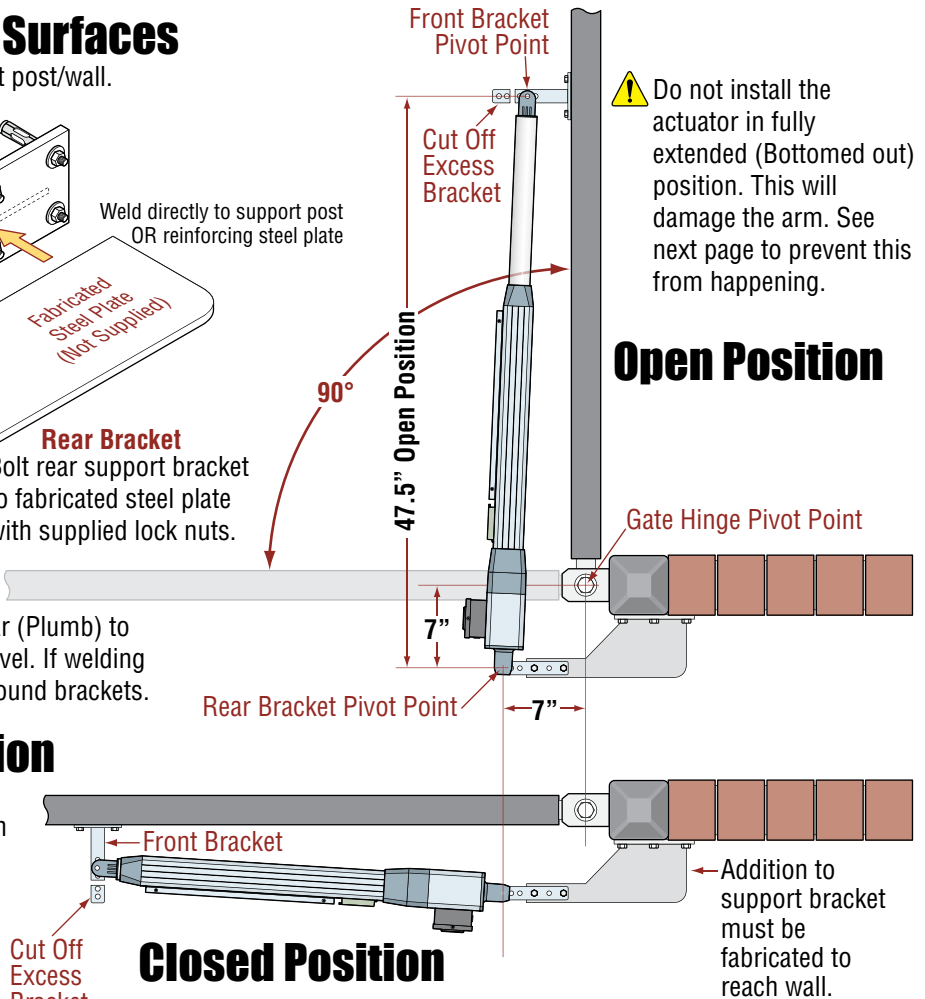 Surfaces
t post/wall.
Weld directly to support post
OR reinforcing steel plate
Fabricated
Steel Plate
(Not Supplied)
Rear Bracket
Bolt rear support bracket
o fabricated steel plate
with supplied lock nuts.
r (Plumb) to
vel. If welding
ound brackets.
Front Bracket
Pivot Point
Cut Off
Excess
Bracket
90°
47.5” Open Position
Do not install the
actuator in fully
extended (Bottomed out)
position. This will
damage the arm. See
next page to prevent this
from happening.
Open Position
Gate Hinge Pivot Point
7”
Rear Bracket Pivot Point
7”
ion
n
Front Bracket
Cut Off
Excess
Bracket
Closed Position
Addition to
support bracket
must be
fabricated to
reach wall.